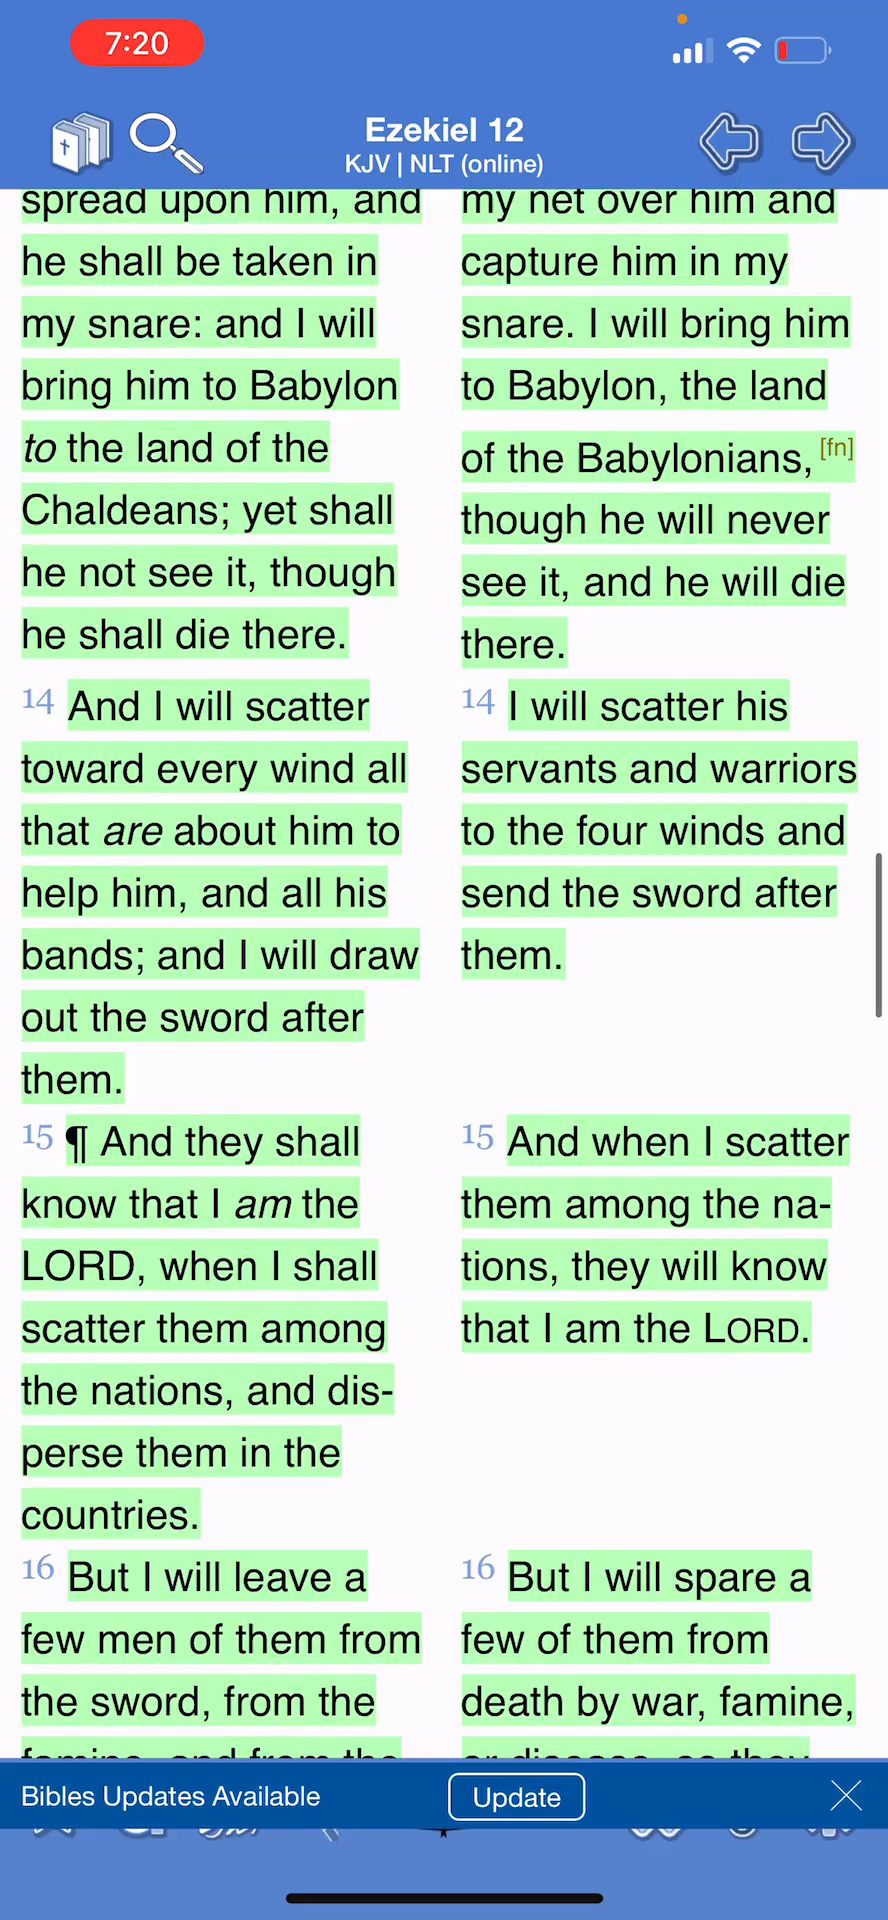 7:20
Ezekiel 12
KJV | NLT (online)
spread upon him, and
he shall be taken in
my snare: and I will
bring him to Babylon
to the land of the
Chaldeans; yet shall
he not see it, though
he shall die there.
14 And I will scatter
toward every wind all
that are about him to
help him, and all his
bands; and I will draw
out the sword after
them.
15 ¶ And they shall
know that I am the
LORD, when I shall
scatter them among
the nations, and dis-
perse them in the
countries.
16 But I will leave a
few men of them from
the sword, from the
famine, and from the
my net over him and
capture him in my
snare. I will bring him
to Babylon, the land
of the Babylonians, [fn]
though he will never
see it, and he will die
there.
14 I will scatter his
servants and warriors
to the four winds and
send the sword after
them.
15 And when I scatter
them among the na-
tions, they will know
that I am the LORD.
16 But I will spare a
few of them from
death by war, famine,
or disease, so they
Bibles Updates Available
Update